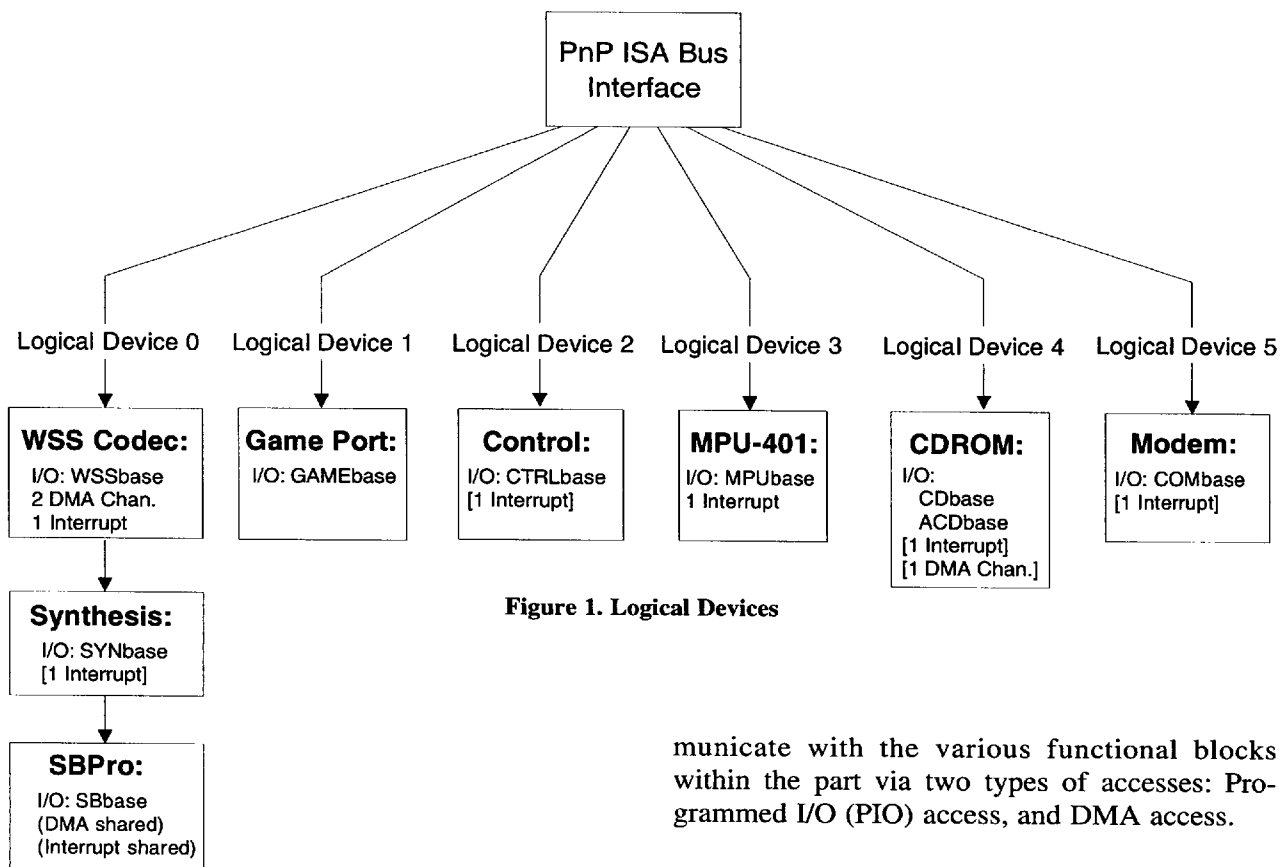 PnP ISA Bus
Interface
Logical Device 0
Logical Device 1
Logical Device 2
Logical Device 3
Logical Device 4
Logical Device 5
WSS Codec:
I/O: WSSbase
2 DMA Chan.
1 Interrupt
Game Port:
I/O: GAMEbase
Control:
I/O: CTRLbase
[1 Interrupt]
MPU-401:
I/O: MPUbase
1 Interrupt
CDROM:
I/O:
CDbase
ACDbase
[1 Interrupt]
[1 DMA Chan.]
Modem:
I/O: COMbase
[1 Interrupt]
Synthesis:
I/O: SYNbase
[1 Interrupt]
SBPro:
I/O: SBbase
(DMA shared)
(Interrupt shared)
Figure 1. Logical Devices
municate with the various functional blocks
within the part via two types of accesses: Pro-
grammed I/O (PIO) access, and DMA access.